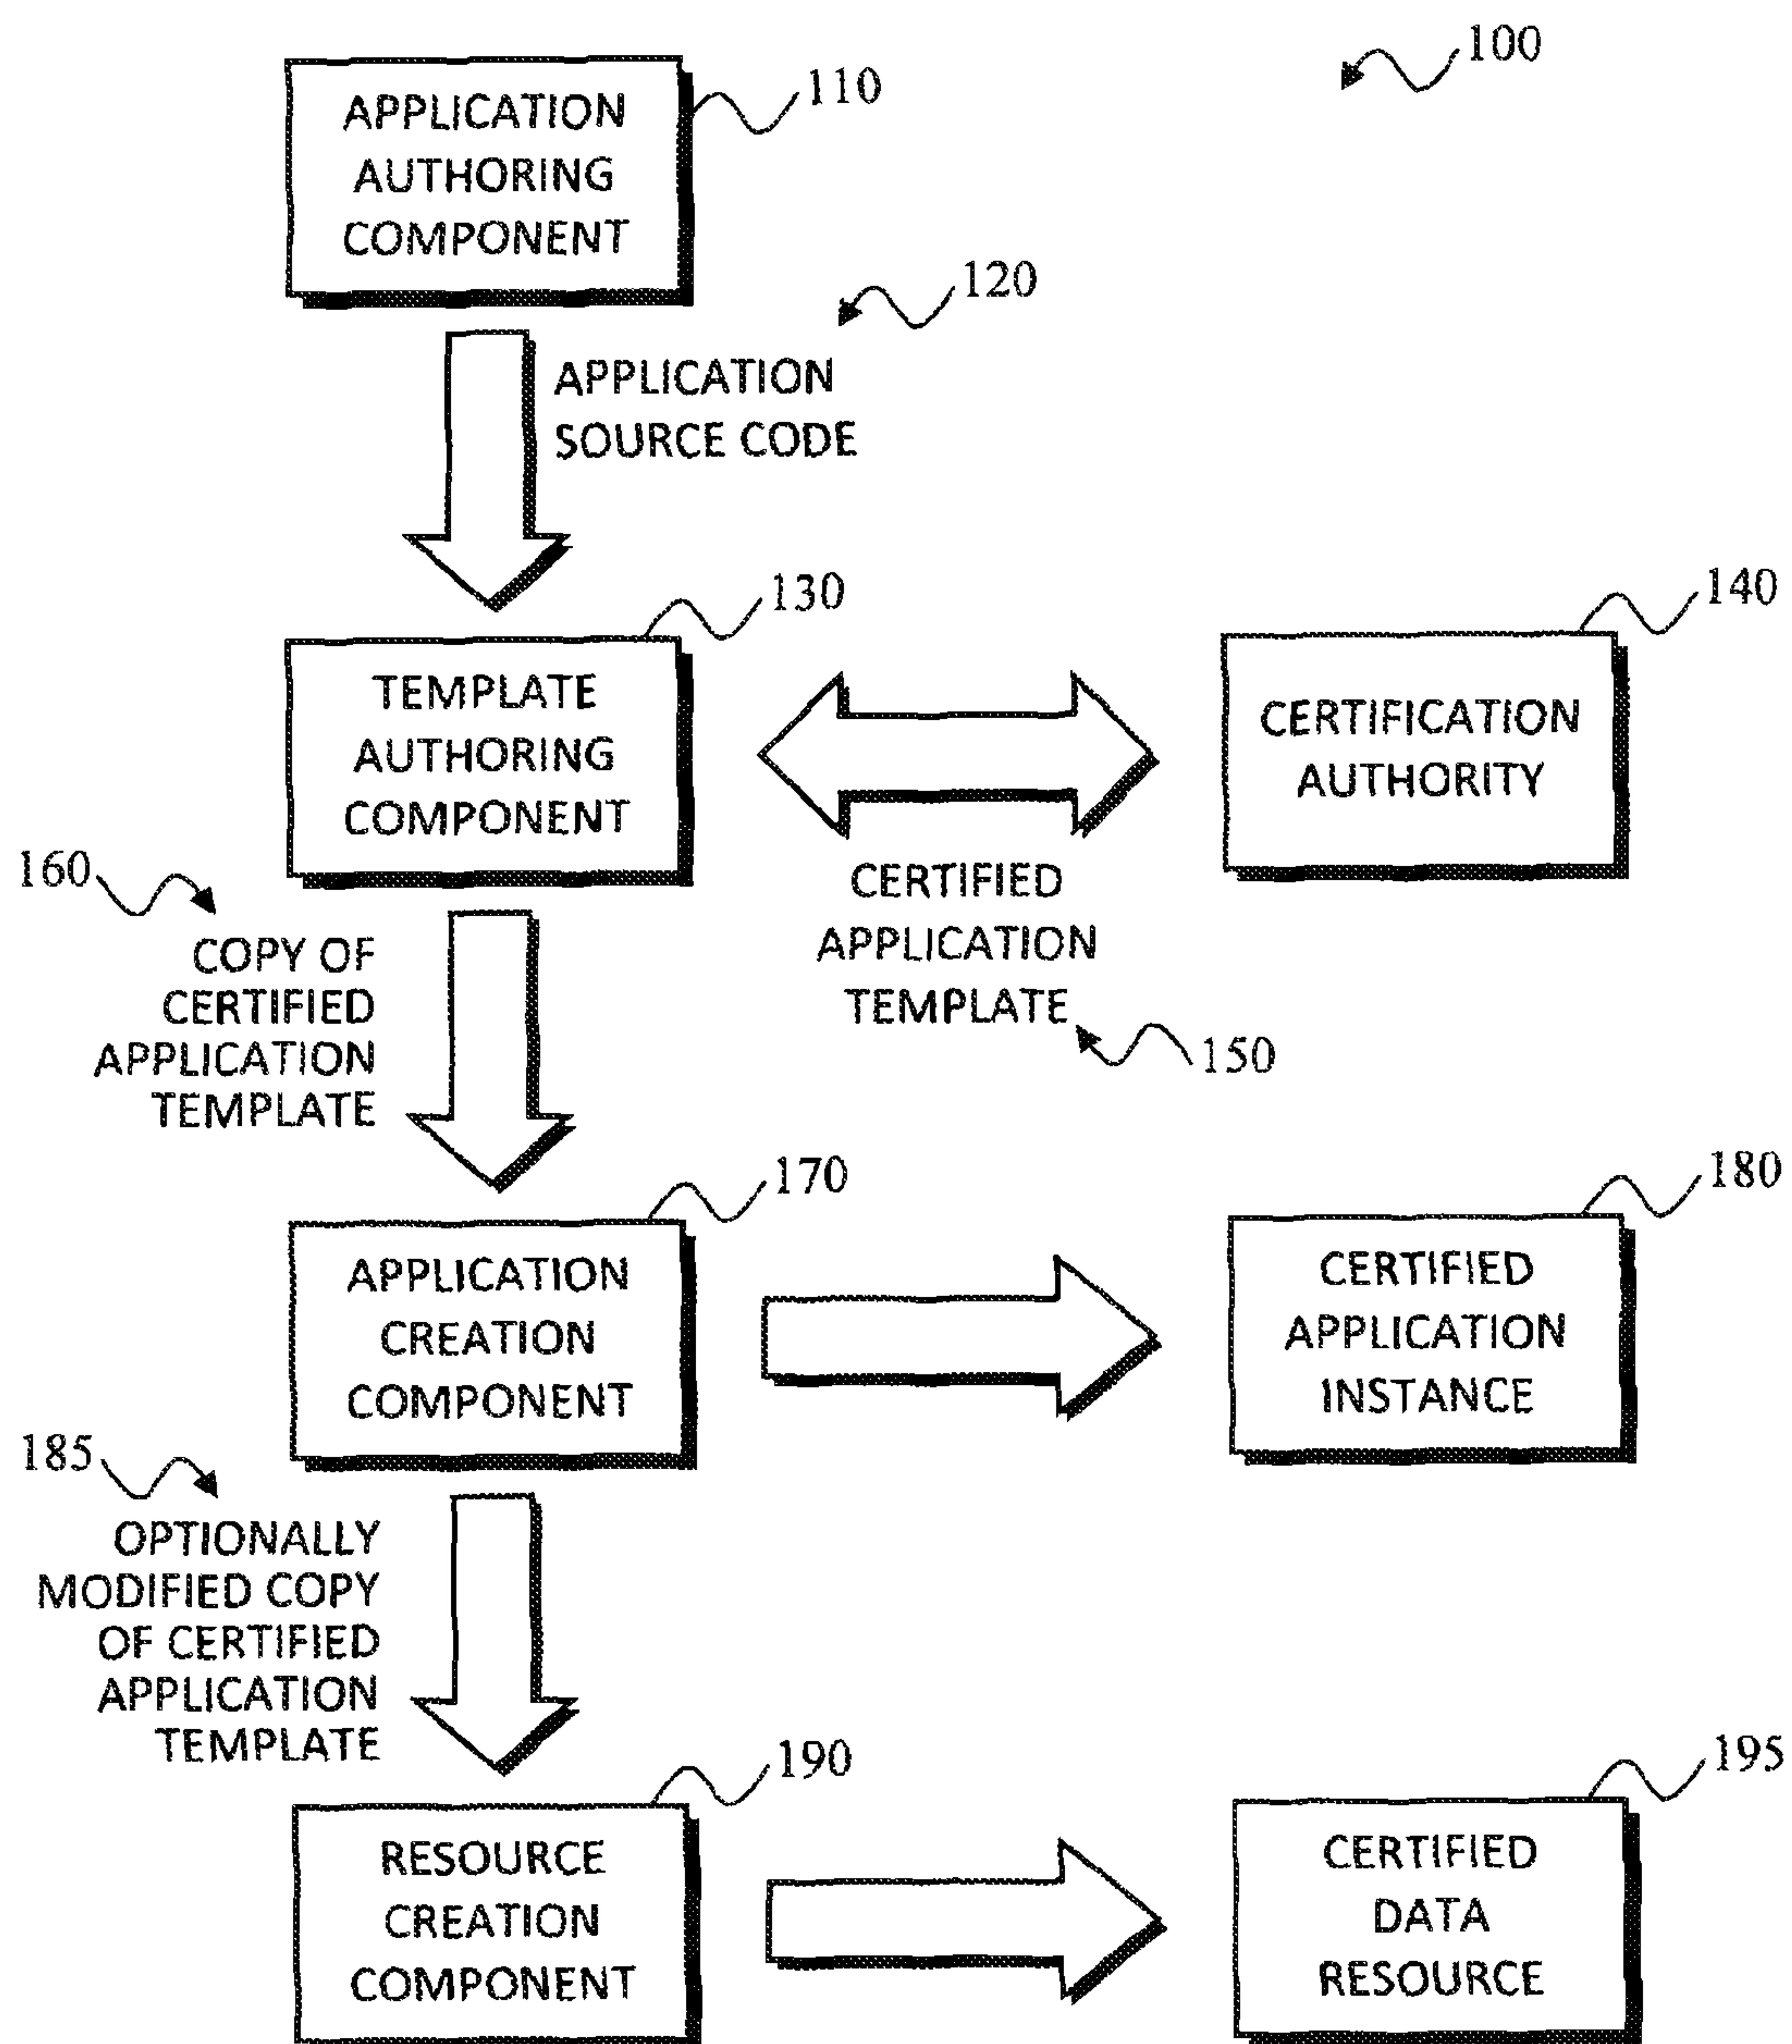 100
110
APPLICATION
AUTHORING
COMPONENT
120
APPLICATION
SOURCE CODE
130
TEMPLATE
AUTHORING
COMPONENT
140
CERTIFICATION
AUTHORITY
CERTIFIED
APPLICATION
TEMPLATE
150
160
COPY OF
CERTIFIED
APPLICATION
TEMPLATE
170
APPLICATION
CREATION
COMPONENT
180
CERTIFIED
APPLICATION
INSTANCE
185
OPTIONALLY
MODIFIED COPY
OF CERTIFIED
APPLICATION
TEMPLATE
190
RESOURCE
CREATION
COMPONENT
195
CERTIFIED
DATA
RESOURCE